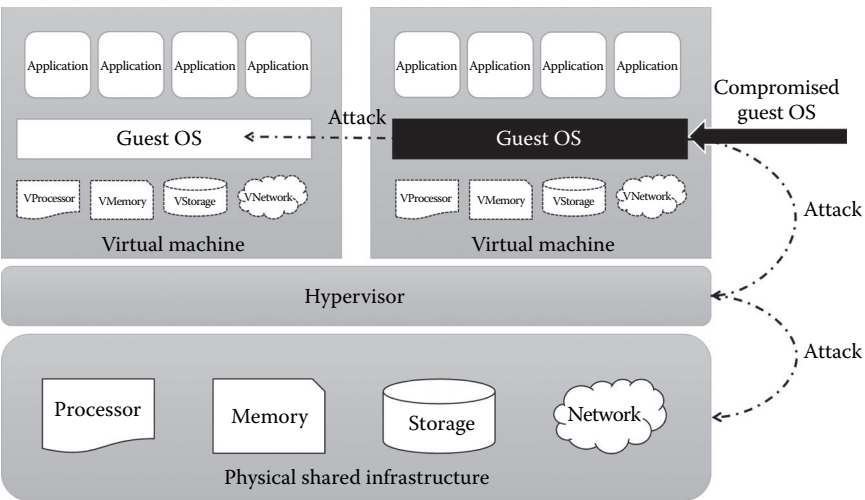 Application Application Application Application
Application Application Application Application
Compromised
guest OS
Attack
Guest OS
Guest OS
VProcessor VMemory VStorage VNetwork
VProcessor VMemory VStorage VNetwork
Attack
Virtual machine
Virtual machine
Hypervisor
Attack
Processor Memory Storage Network
Physical shared infrastructure